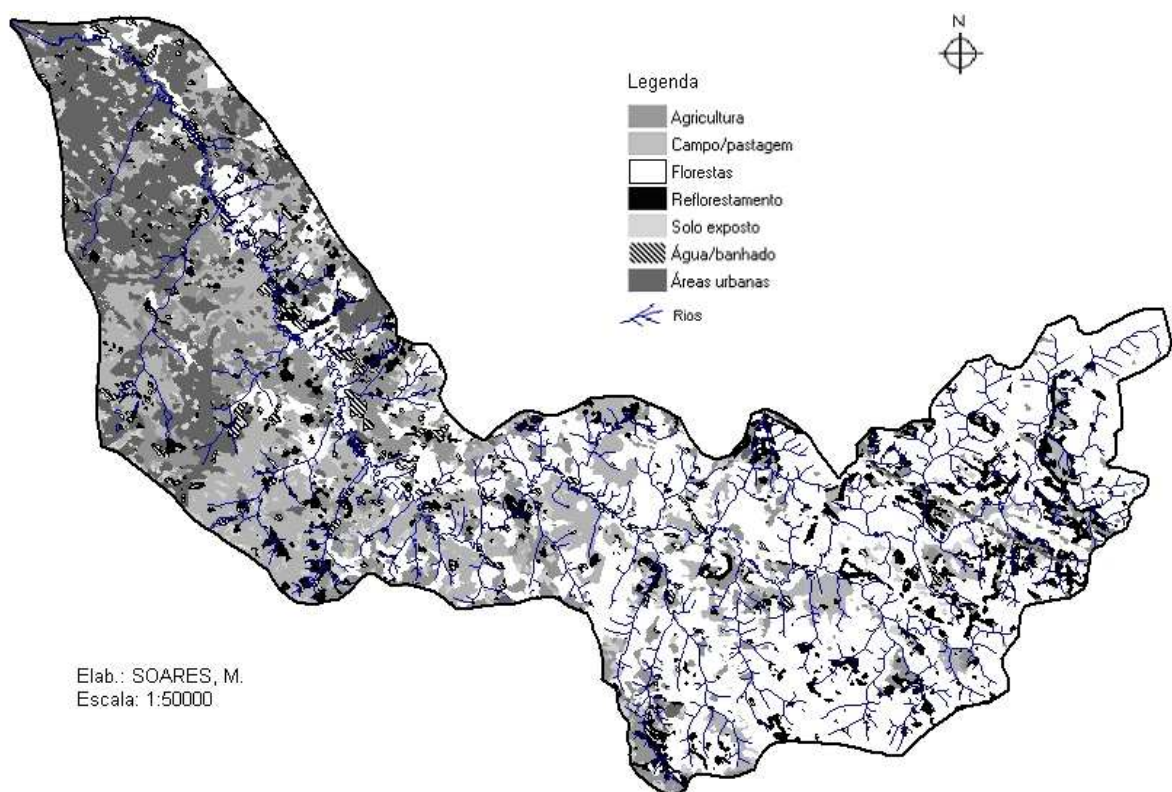 N
Legenda
Agricultura
Campo/pastagem
Florestas
Reflorestamento
Solo exposto
Água/banhado
Áreas urbanas
Rios
Elab.: SOARES, M.
Escala: 1:50000